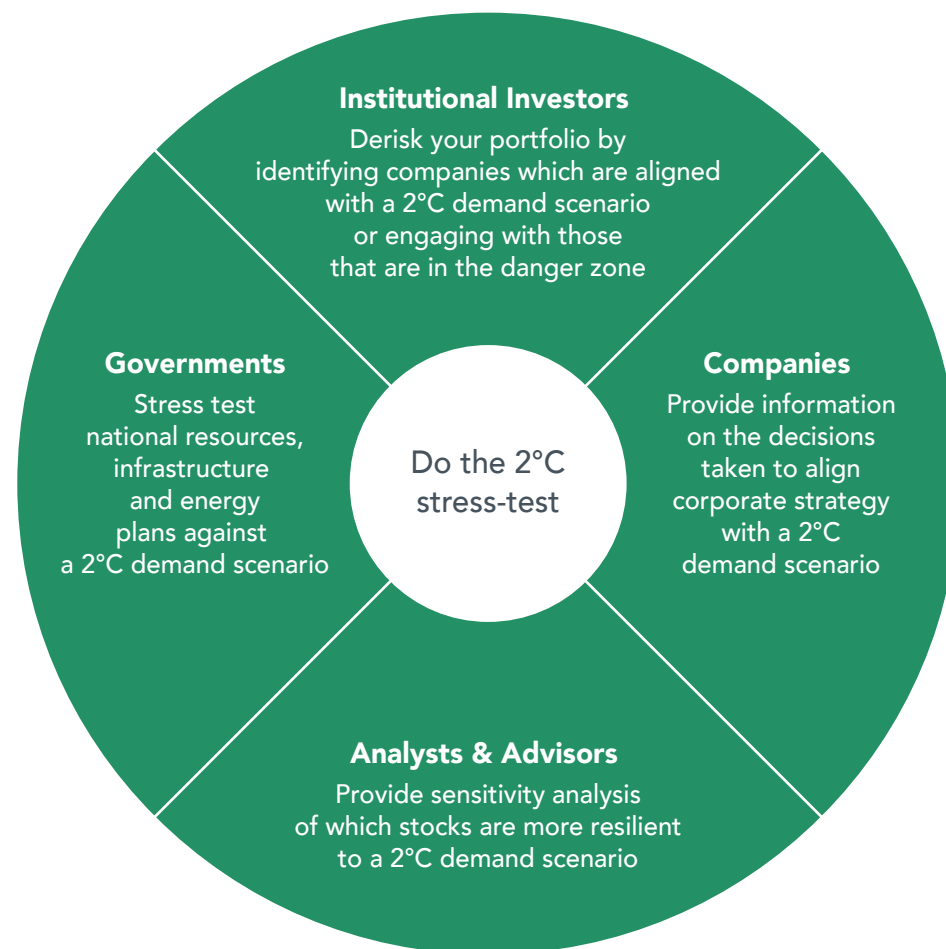 Institutional Investors
Derisk your portfolio by
identifying companies which are aligned
with a 2°C demand scenario
or engaging with those
that are in the danger zone
Governments
Stress test
national resources,
infrastructure
and energy
plans against
a 2°C demand scenario
Do the 2°C
stress-test
Companies
Provide information
on the decisions
taken to align
corporate strategy
with a 2°C
demand scenario
Analysts & Advisors
Provide sensitivity analysis
of which stocks are more resilient
to a 2°C demand scenario